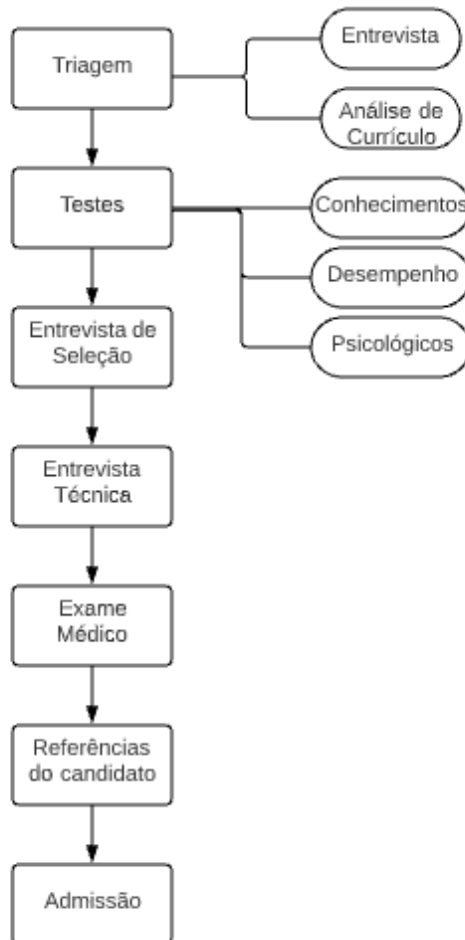 Triagem
Entrevista
Análise de
Currículo
Testes
Conhecimentos
Desempenho
Psicológicos
Entrevista de
Seleção
Entrevista
Técnica
Exame
Médico
Referências
do candidato
Admissão